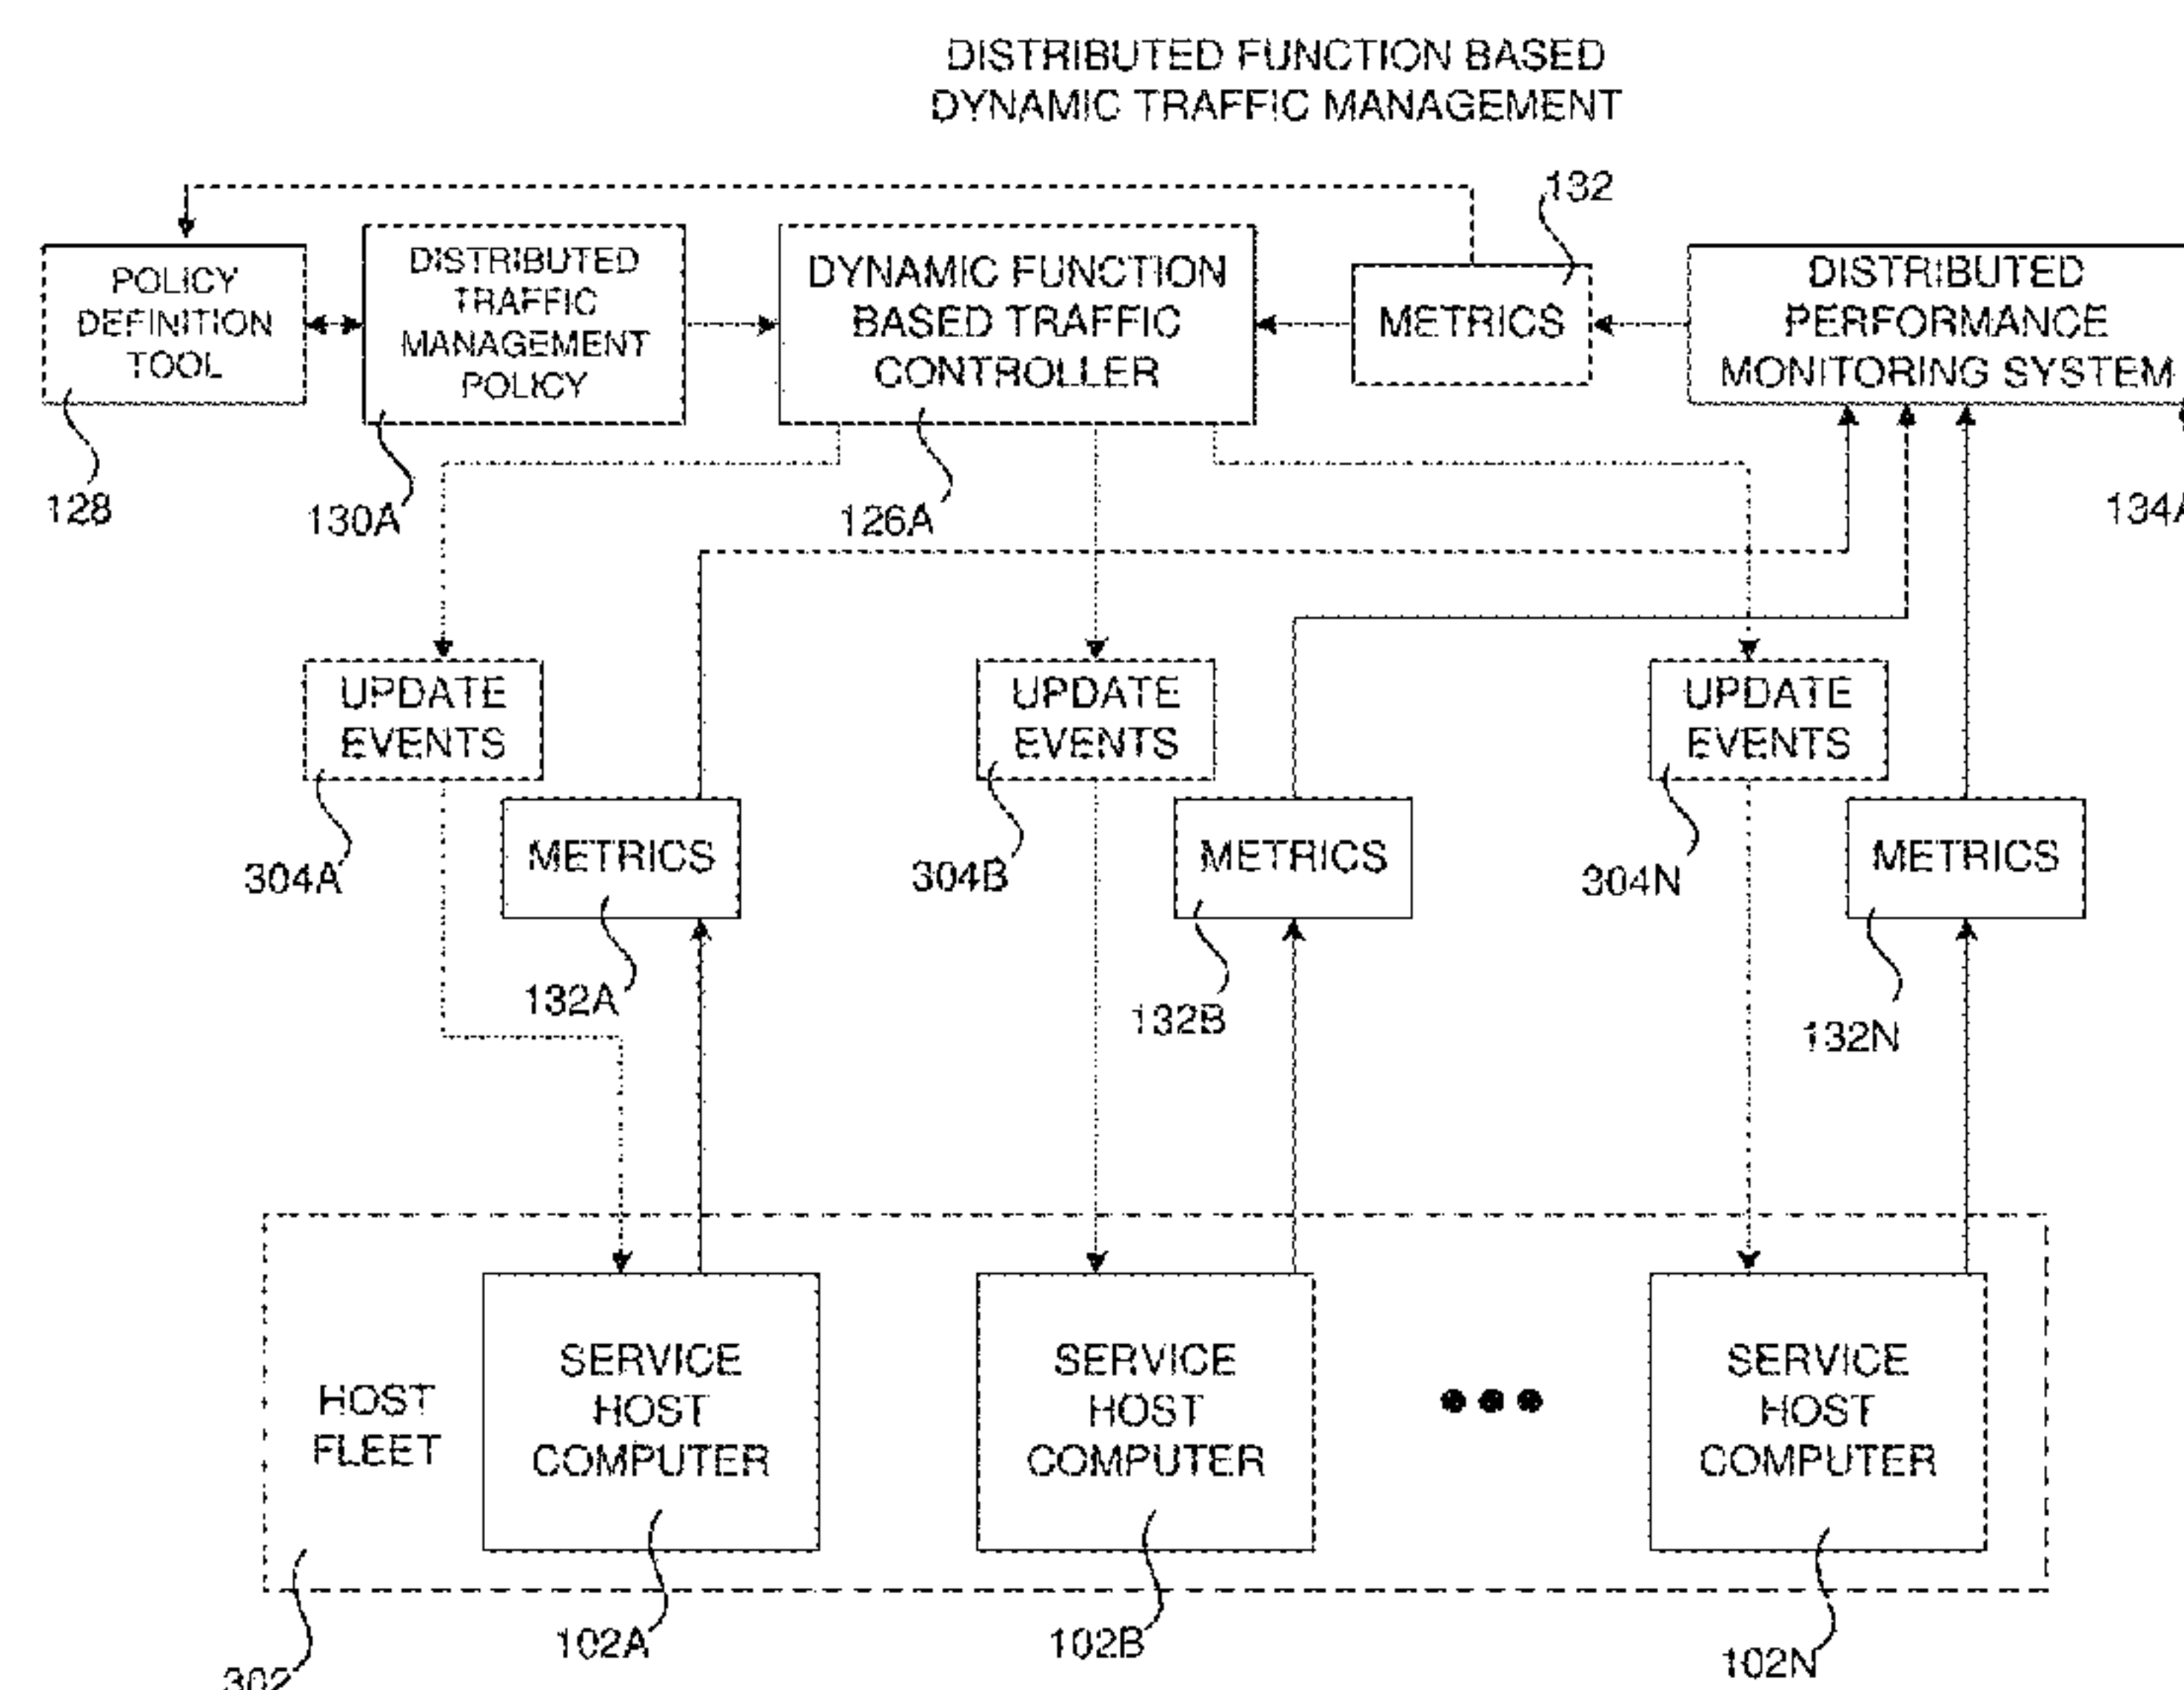 DISTRIBUTED FUNCTION BASED
DYNAMIC TRAFFIC MANAGEMENT
132
POLICY
DEFINITION
TOOL
DISTRIBUTED
TRAFFIC
MANAGEMENT
POLICY
DYNAMIC FUNCTION
BASED TRAFFIC
CONTROLLER
METRICS
DISTRIBUTED
PERFORMANCE
MONITORING SYSTEM
128
130A
126A
134A
UPDATE
EVENTS
UPDATE
EVENTS
UPDATE
EVENTS
304A
METRICS
304B
METRICS
304N
METRICS
132A
132B
132N
HOST
FLEET
SERVICE
HOST
COMPUTER
SERVICE
HOST
COMPUTER
SERVICE
HOST
COMPUTER
302
102A
102B
102N